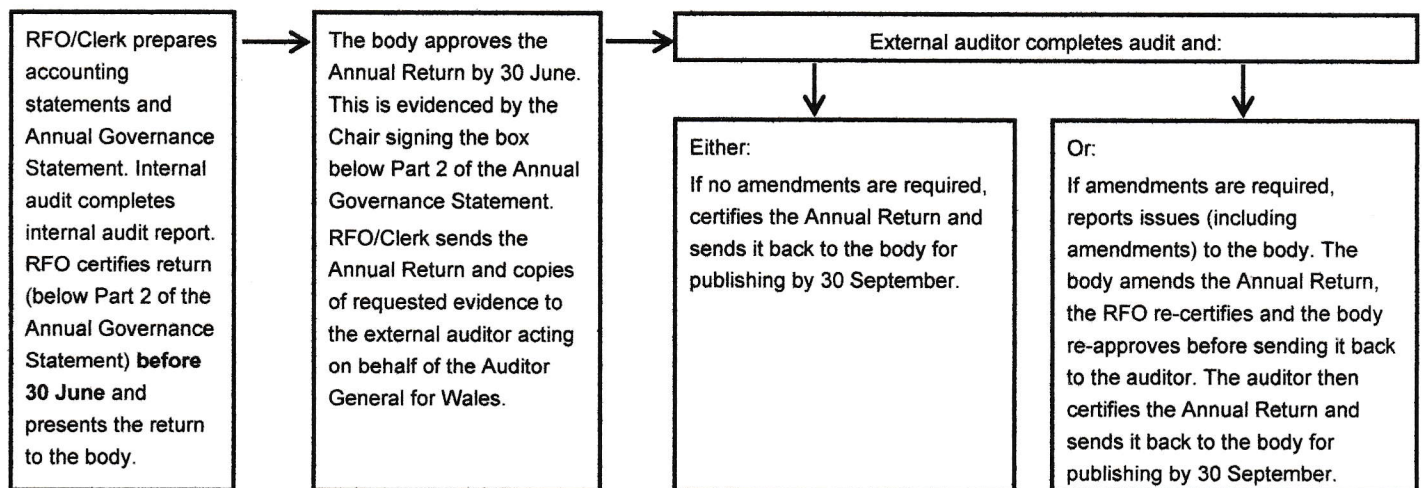 RFO/Clerk prepares
accounting
statements and
Annual Governance
Statement. Internal
audit completes
internal audit report.
RFO certifies return
(below Part 2 of the
Annual Governance
Statement) before
30 June and
presents the return
to the body.
The body approves the
Annual Return by 30 June.
This is evidenced by the
Chair signing the box
below Part 2 of the Annual
Governance Statement.
RFO/Clerk sends the
Annual Return and copies
of requested evidence to
the external auditor acting
on behalf of the Auditor
General for Wales.
External auditor completes audit and:
Either:
If no amendments are required,
certifies the Annual Return and
sends it back to the body for
publishing by 30 September.
Or:
If amendments are required,
reports issues (including
amendments) to the body. The
body amends the Annual Return,
the RFO re-certifies and the body
re-approves before sending it back
to the auditor. The auditor then
certifies the Annual Return and
sends it back to the body for
publishing by 30 September.